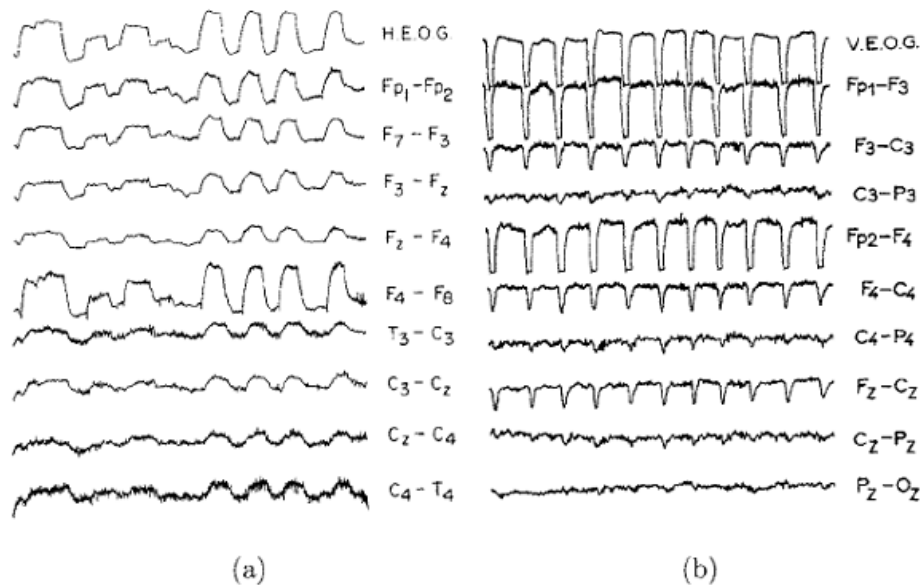 H.E.O.G.
Fp1-Fp2
F7 - F3
F3 - Fz
Fz - F4
F4 - F8
T3 - C3
C3 - Cz
Cz - C4
C4 - T4
(a)
V.E.O.G.
Fp1-F3
F3-C3
C3-P3
Fp2-F4
F4-C4
C4-P4
Fz-Cz
Cz-Pz
Pz-Oz
(b)